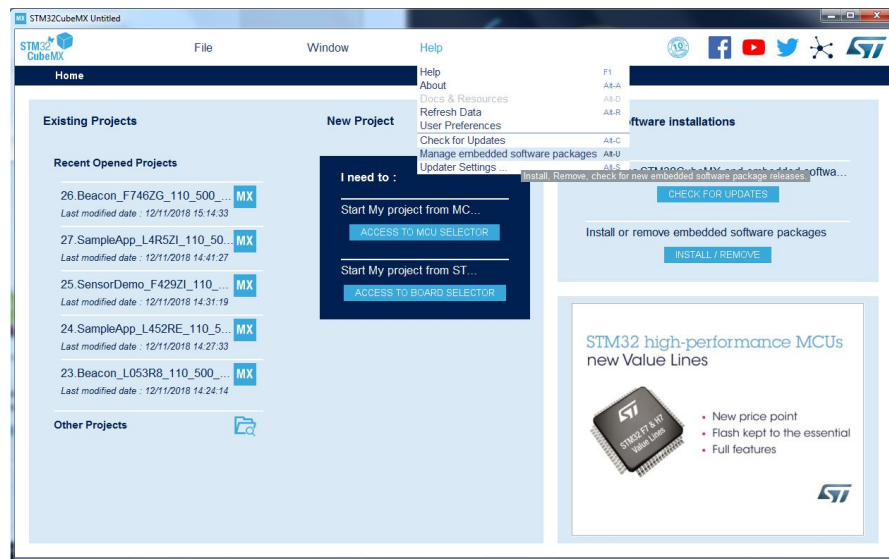 MX STM32CubeMX Untitled
STM32
CubeMX
File
Window
Help
10
Home
Help F1
About Alt-A
Docs & Resources Alt-D
Refresh Data Alt-R
User Preferences
Check for Updates Alt-C
Manage embedded software packages Alt-U
Updater Settings ... Alt-S
Install, Remove, check for new embedded software package releases.
Existing Projects
Recent Opened Projects
26.Beacon_F746ZG_110_500_... MX
Last modified date : 12/11/2018 15:14:33
27.SampleApp_L4R5ZI_110_50... MX
Last modified date : 12/11/2018 14:41:27
25.SensorDemo_F429ZI_110_... MX
Last modified date : 12/11/2018 14:31:19
24.SampleApp_L452RE_110_5... MX
Last modified date : 12/11/2018 14:27:33
23.Beacon_L053R8_110_500_... MX
Last modified date : 12/11/2018 14:24:14
Other Projects
New Project
I need to :
Start My project from MC...
ACCESS TO MCU SELECTOR
Start My project from ST...
ACCESS TO BOARD SELECTOR
installations
STM32CubeMX and embedded softwa...
CHECK FOR UPDATES
Install or remove embedded software packages
INSTALL / REMOVE
STM32 high-performance MCUs
new Value Lines
ST
STM32 F7 & H7
Value Lines
• New price point
• Flash kept to the essential
• Full features
ST